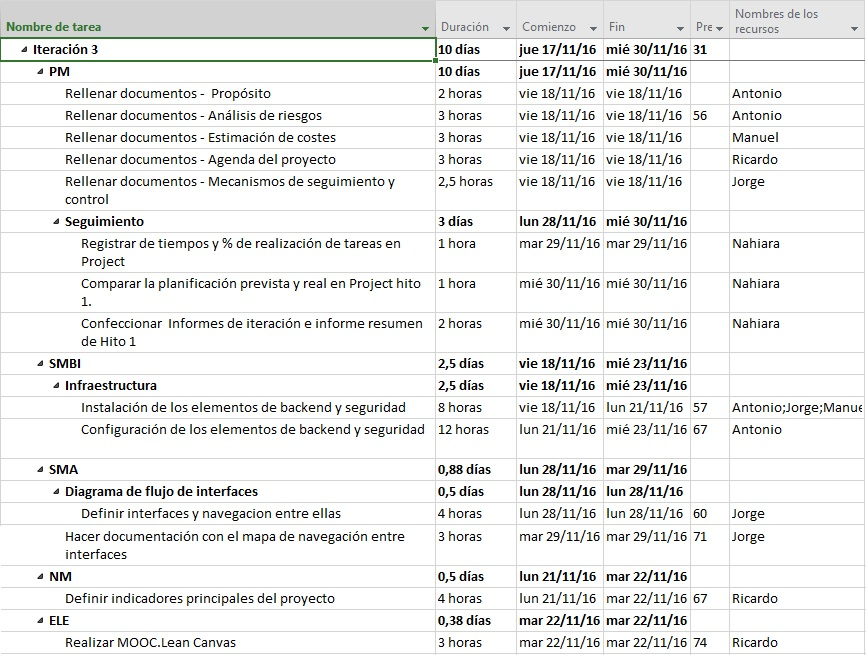 Nombre de tarea Duración Comienzo Fin Pre Nombres de los
recursos
Iteración 3 10 días jue 17/11/16 mié 30/11/16 31
PM 10 días jue 17/11/16 mié 30/11/16
Rellenar documentos - Propósito 2 horas vie 18/11/16 vie 18/11/16 Antonio
Rellenar documentos - Análisis de riesgos 3 horas vie 18/11/16 vie 18/11/16 56 Antonio
Rellenar documentos - Estimación de costes 3 horas vie 18/11/16 vie 18/11/16 Manuel
Rellenar documentos - Agenda del proyecto 3 horas vie 18/11/16 vie 18/11/16 Ricardo
Rellenar documentos - Mecanismos de seguimiento y 2,5 horas vie 18/11/16 vie 18/11/16 Jorge
control
Seguimiento 3 días lun 28/11/16 mié 30/11/16
Registrar de tiempos y % de realización de tareas en 1 hora mar 29/11/16 mar 29/11/16 Nahiara
Project
Comparar la planificación prevista y real en Project hito 1 hora mié 30/11/16 mié 30/11/16 Nahiara
1.
Confeccionar Informes de iteración e informe resumen 2 horas mié 30/11/16 mié 30/11/16 Nahiara
de Hito 1
SMBI 2,5 días vie 18/11/16 mié 23/11/16
Infraestructura 2,5 días vie 18/11/16 mié 23/11/16
Instalación de los elementos de backend y seguridad 8 horas vie 18/11/16 lun 21/11/16 57 Antonio;Jorge;Manue
Configuración de los elementos de backend y seguridad 12 horas lun 21/11/16 mié 23/11/16 67 Antonio
SMA 0,88 días lun 28/11/16 mar 29/11/16
Diagrama de flujo de interfaces 0,5 días lun 28/11/16 lun 28/11/16
Definir interfaces y navegacion entre ellas 4 horas lun 28/11/16 lun 28/11/16 60 Jorge
Hacer documentación con el mapa de navegación entre 3 horas mar 29/11/16 mar 29/11/16 71 Jorge
interfaces
NM 0,5 días lun 21/11/16 mar 22/11/16
Definir indicadores principales del proyecto 4 horas lun 21/11/16 mar 22/11/16 67 Ricardo
ELE 0,38 días mar 22/11/16 mar 22/11/16
Realizar MOOC.Lean Canvas 3 horas mar 22/11/16 mar 22/11/16 74 Ricardo